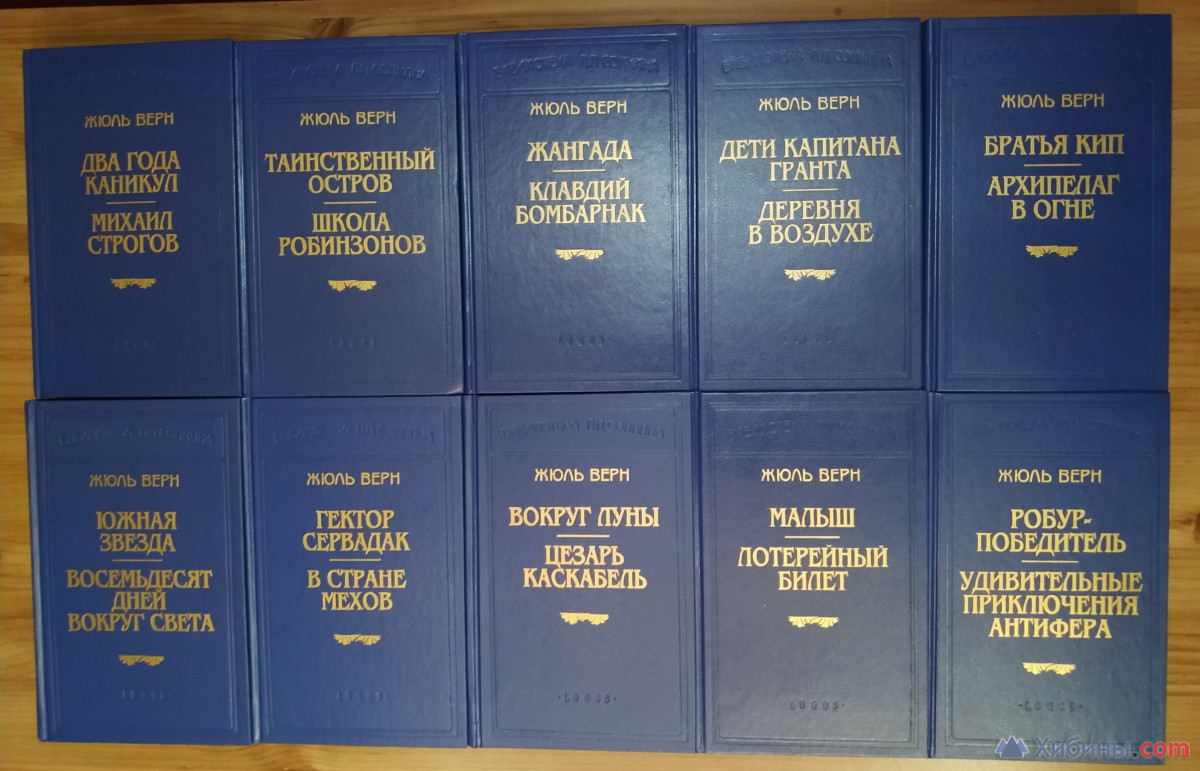 ЖЮЛЬ ВЕРН
ДВА ГОДА
КАНИКУЛ
МИХАИЛ
СТРОГОВ
ЖЮЛЬ ВЕРН
ТАИНСТВЕННЫЙ
ОСТРОВ
ШКОЛА
РОБИНЗОНОВ
ЖЮЛЬ ВЕРН
ЖАНГАДА
КЛАВДИЙ
БОМБАРНАК
ЖЮЛЬ ВЕРН
ДЕТИ КАПИТАНА
ГРАНТА
ДЕРЕВНЯ
В ВОЗДУХЕ
ЖЮЛЬ ВЕРН
БРАТЬЯ КИП
АРХИПЕЛАГ
В ОГНЕ
ЖЮЛЬ ВЕРН
ЮЖНАЯ
ЗВЕЗДА
ВОСЕМЬДЕСЯТ
ДНЕЙ
ВОКРУГ СВЕТА
ЖЮЛЬ ВЕРН
ГЕКТОР
СЕРВАДАК
В СТРАНЕ
МЕХОВ
ЖЮЛЬ ВЕРН
ВОКРУГ ЛУНЫ
ЦЕЗАРЬ
КАСКАБЕЛЬ
·LOGOS·
ЖЮЛЬ ВЕРН
МАЛЫШ
ЛОТЕРЕЙНЫЙ
БИЛЕТ
LOGOS
ЖЮЛЬ ВЕРН
РОБУР-
ПОБЕДИТЕЛЬ
УДИВИТЕЛЬНЫЕ
ПРИКЛЮЧЕНИЯ
АНТИФЕРА
·LOGOS·
Хибины.com